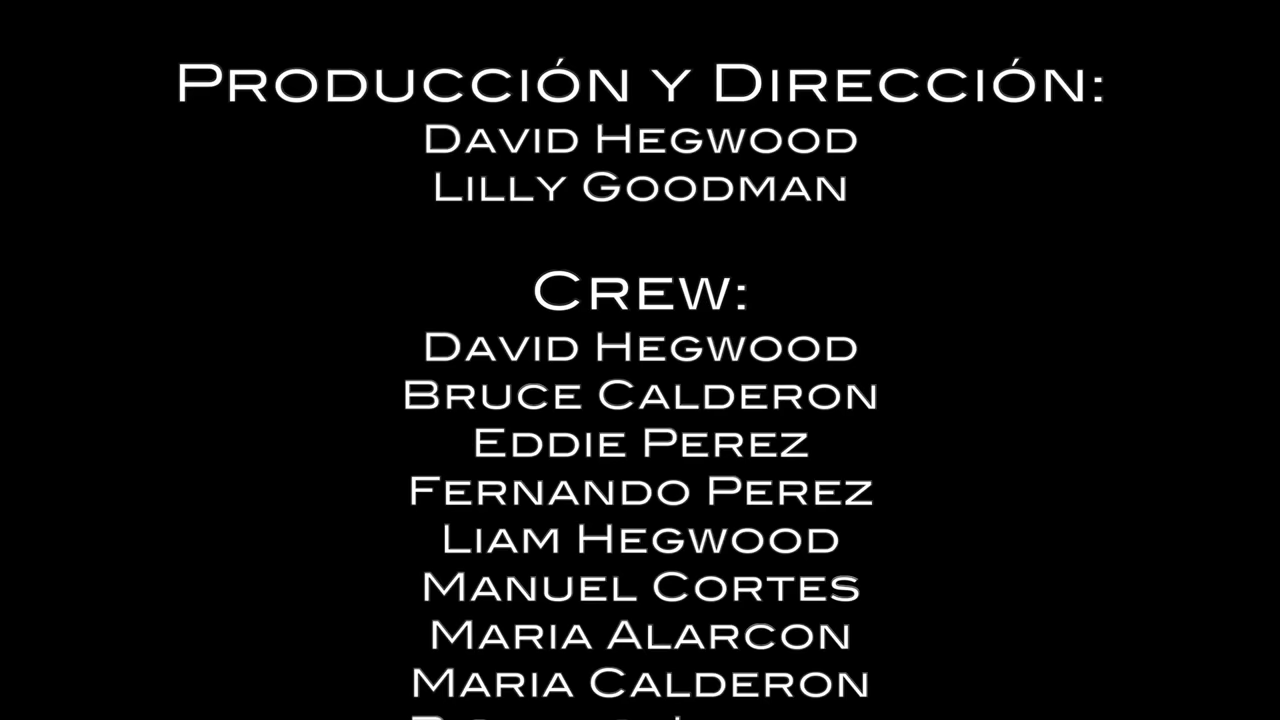 Producción y Dirección:
David Hegwood
Lilly Goodman
Crew:
David Hegwood
Bruce Calderon
Eddie Perez
Fernando Perez
Liam Hegwood
Manuel Cortes
Maria Alarcon
Maria Calderon